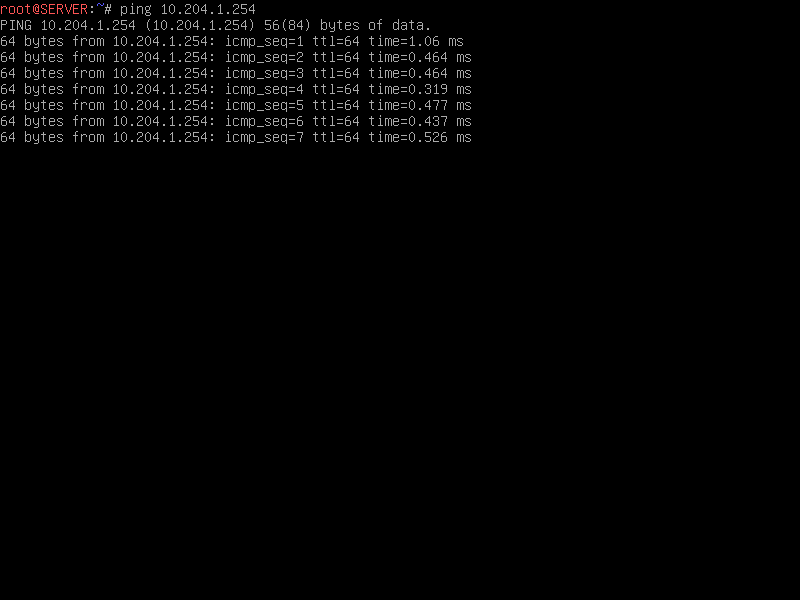 root@SERVER:~# ping 10.204.1.254
PING 10.204.1.254 (10.204.1.254) 56(84) bytes of data.
64 bytes from 10.204.1.254: icmp_seq=1 ttl=64 time=1.06 ms
64 bytes from 10.204.1.254: icmp_seq=2 ttl=64 time=0.464 ms
64 bytes from 10.204.1.254: icmp_seq=3 ttl=64 time=0.464 ms
64 bytes from 10.204.1.254: icmp_seq=4 ttl=64 time=0.319 ms
64 bytes from 10.204.1.254: icmp_seq=5 ttl=64 time=0.477 ms
64 bytes from 10.204.1.254: icmp_seq=6 ttl=64 time=0.437 ms
64 bytes from 10.204.1.254: icmp_seq=7 ttl=64 time=0.526 ms